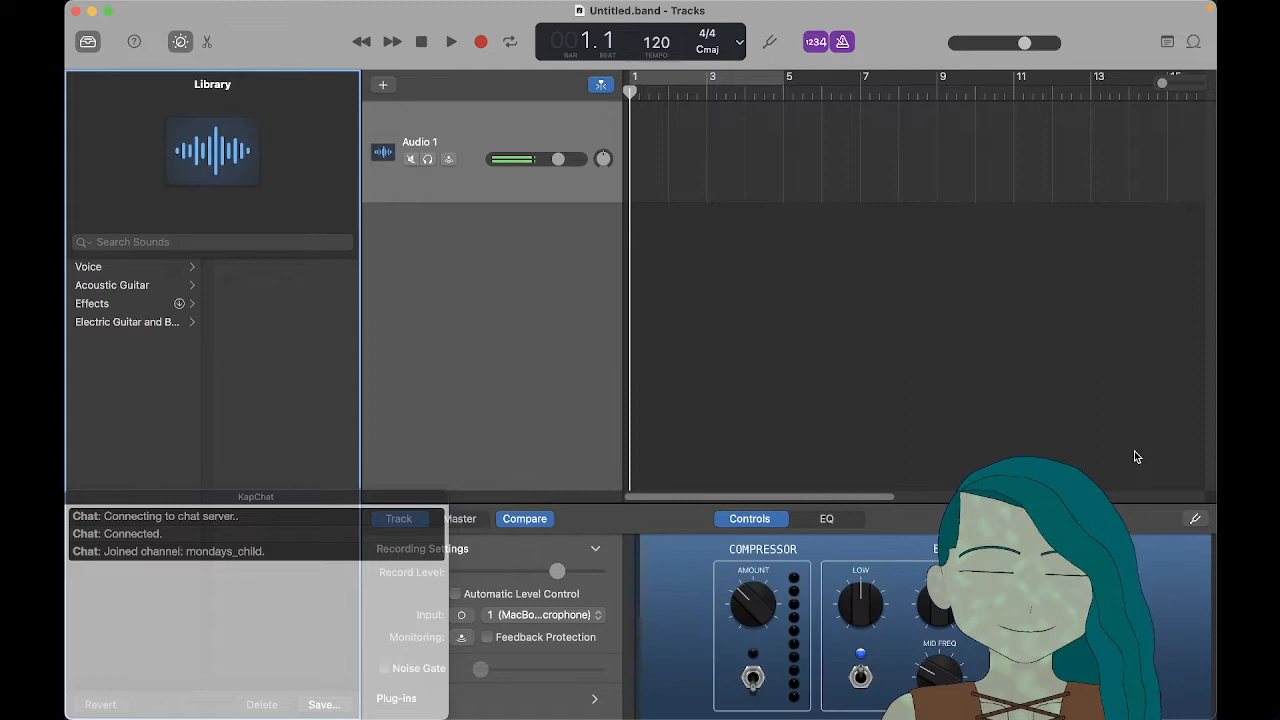 Untitled.band - Tracks
1.1
BAR
BEAT
120
TEMPO
4/4
Cmaj
1234
Library
1
3
5
7
9
11
13
Audio 1
Search Sounds
Voice
Acoustic Guitar
Effects
Electric Guitar and B...
KapChat
Chat: Connecting to chat server..
Chat: Connected.
Chat: Joined channel: mondays_child.
Track
Master
Compare
Controls
EQ
Recording Settings
Record Level:
Automatic Level Control
Input:
1 (MacBo...crophone)
Monitoring:
Feedback Protection
Noise Gate
Plug-ins
COMPRESSOR
AMOUNT
LOW
MID FREQ
Revert
Delete
Save...